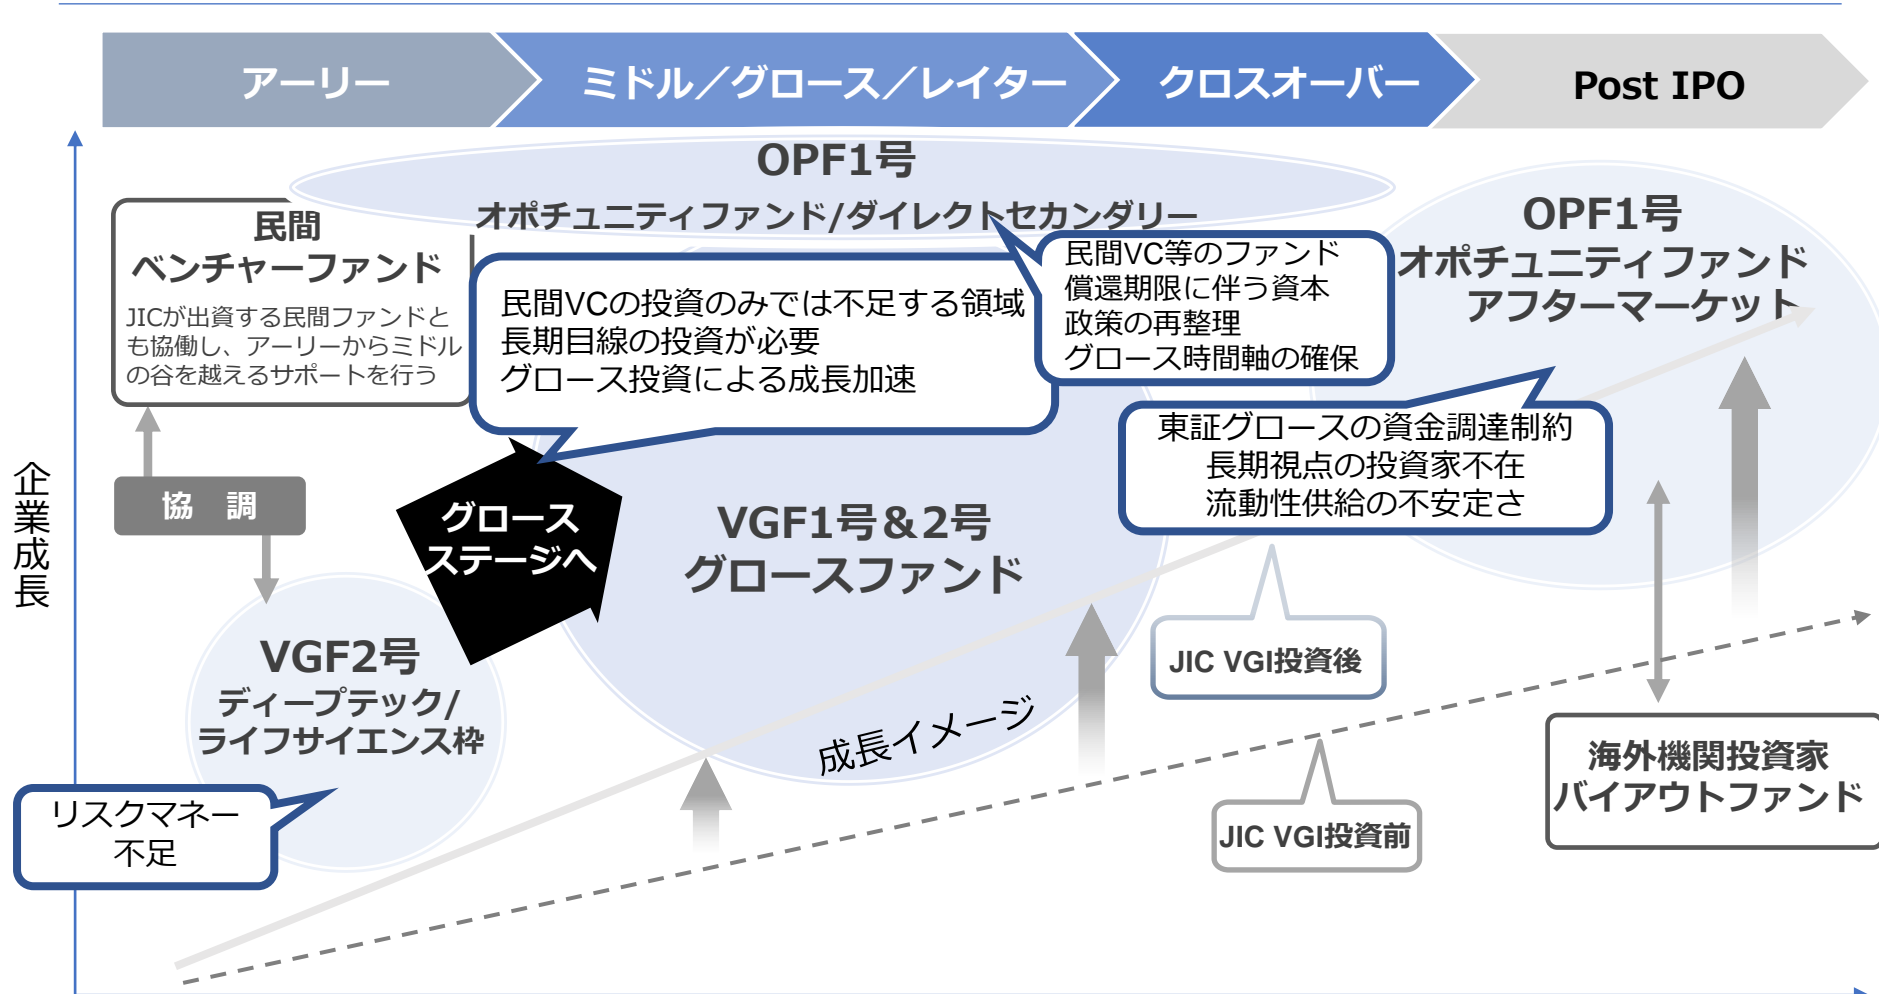 アーリー
ミドル／グロース／レイター
クロスオーバー
Post IPO
企業成長
OPF1号
オポチュニティファンド/ダイレクトセカンダリー
民間
ベンチャーファンド
JICが出資する民間ファンドと
も協働し、アーリーからミドル
の谷を越えるサポートを行う
民間VCの投資のみでは不足する領域
長期目線の投資が必要
グロース投資による成長加速
民間VC等のファンド
償還期限に伴う資本
政策の再整理
グロース時間軸の確保
OPF1号
オポチュニティファンド
アフターマーケット
東証グロースの資金調達制約
長期視点の投資家不在
流動性供給の不安定さ
協　調
グロース
ステージへ
VGF1号＆2号
グロースファンド
VGF2号
ディープテック/
ライフサイエンス枠
リスクマネー
不足
成長イメージ
JIC VGI投資後
JIC VGI投資前
海外機関投資家
バイアウトファンド